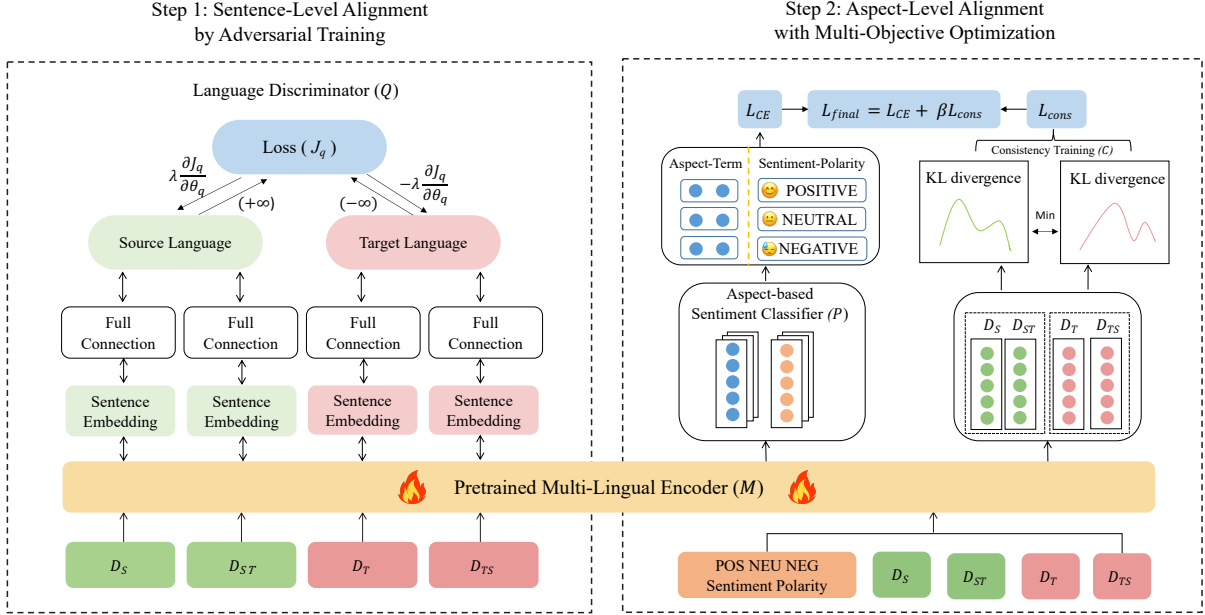 Step 1: Sentence-Level Alignment
by Adversarial Training
Language Discriminator (Q)
Loss ( J_q )
λ ∂J_q/∂θ_q
(+∞)
(−∞)
−λ ∂J_q/∂θ_q
Source Language
Target Language
Full
Connection
Full
Connection
Full
Connection
Full
Connection
Sentence
Embedding
Sentence
Embedding
Sentence
Embedding
Sentence
Embedding
Pretrained Multi-Lingual Encoder (M)
D_S
D_ST
D_T
D_TS
Step 2: Aspect-Level Alignment
with Multi-Objective Optimization
L_CE
L_final = L_CE + βL_cons
L_cons
Consistency Training (C)
Aspect-Term
Sentiment-Polarity
POSITIVE
NEUTRAL
NEGATIVE
KL divergence
Min
KL divergence
Aspect-based
Sentiment Classifier (P)
D_S
D_ST
D_T
D_TS
POS NEU NEG
Sentiment Polarity
D_S
D_ST
D_T
D_TS